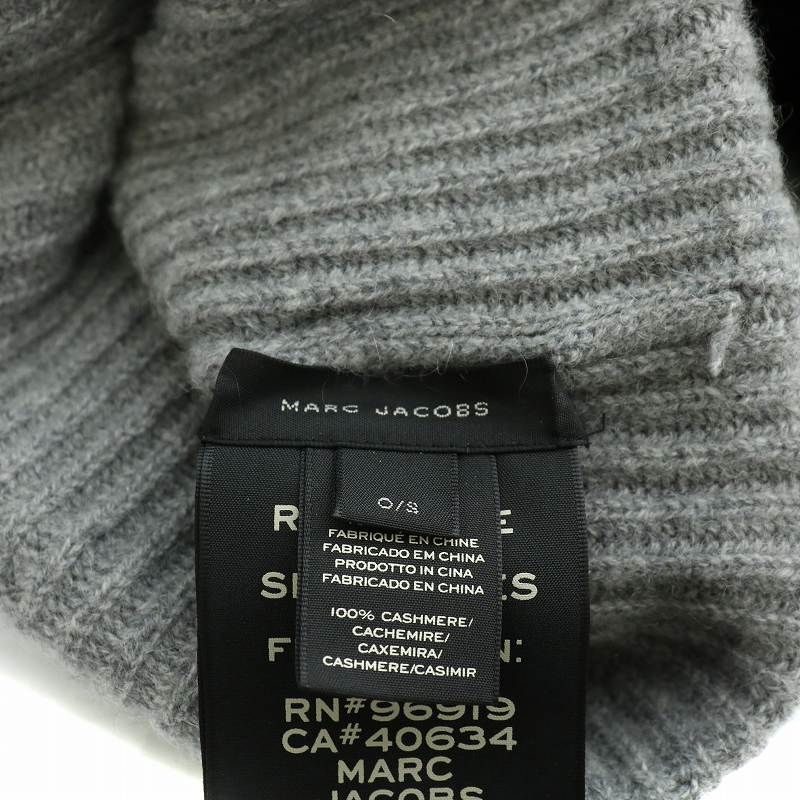 MARC JACOBS
O/S
FABRIQUÉ EN CHINE
FABRICADO EM CHINA
PRODOTTO IN CINA
FABRICADO EN CHINA
100% CASHMERE/
CACHEMIRE/
CAXEMIRA/
CASHMERE/CASIMIR
RN#96919
CA#40634
MARC
JACOBS